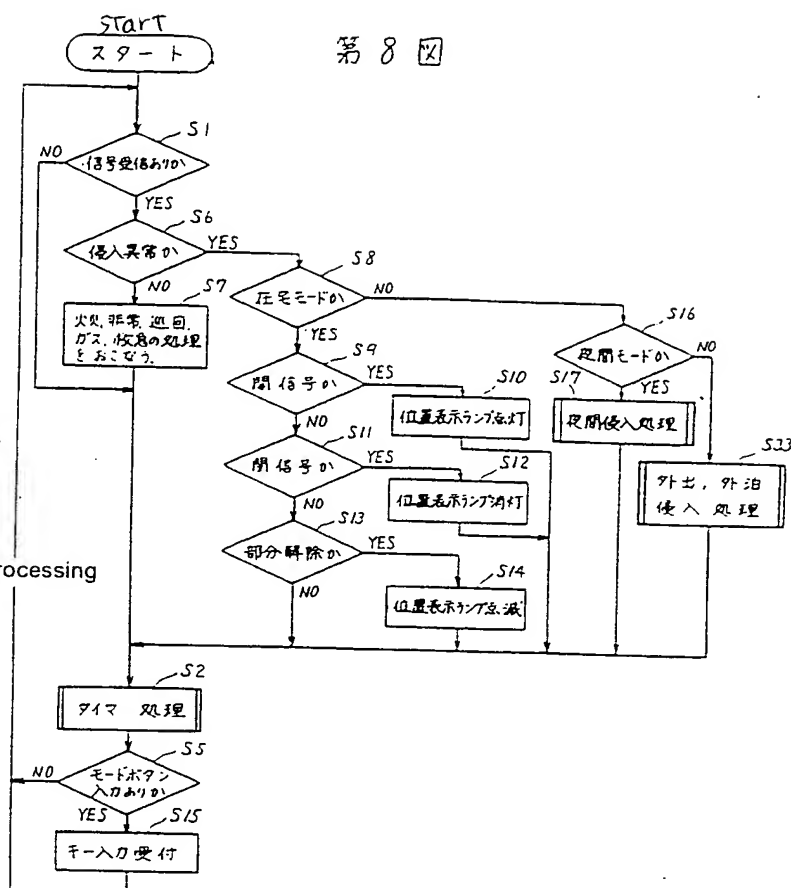 start
スタート
第8図
S1
信号受信ありか
NO
YES
S6
侵入異常か
YES
NO
S7
火災,非常,巡回,
ガス,救急の処理
をおこなう.
S8
在宅モードか
NO
YES
S9
開信号か
YES
NO
S10
位置表示ランプ点灯
S11
閉信号か
YES
NO
S12
位置表示ランプ消灯
S13
部分解除か
YES
NO
S14
位置表示ランプ点滅
S16
夜間モードか
NO
YES
S17
夜間侵入処理
S33
外出,外泊
侵入処理
rocessing
S2
タイマ 処理
S5
モードボタン
入力ありか
NO
YES
S15
キー入力受付